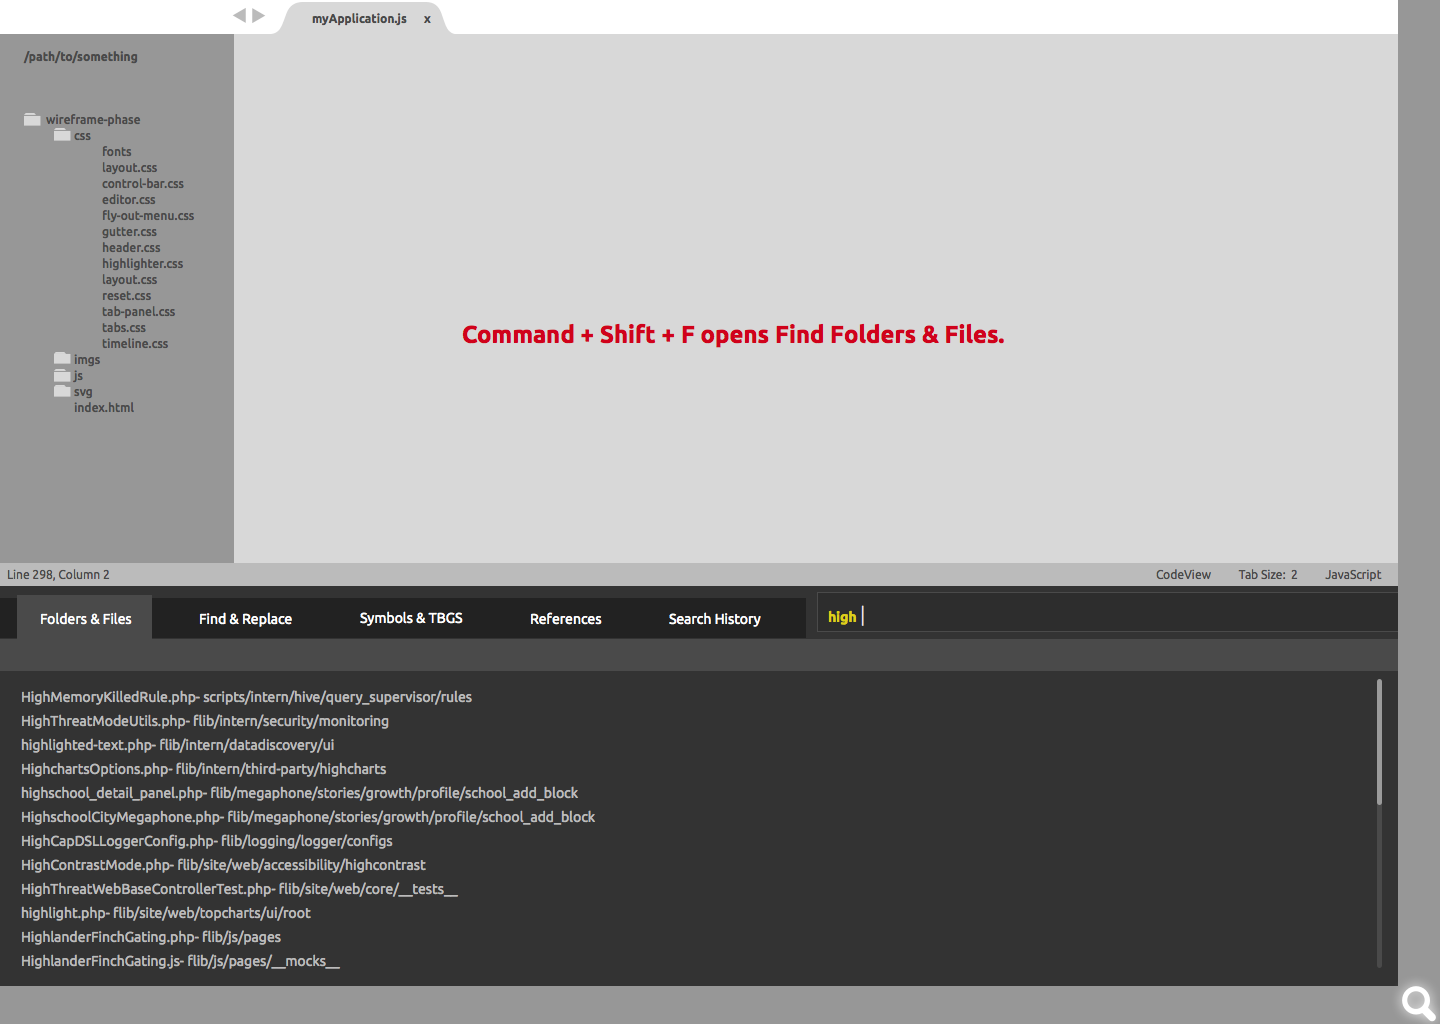 myApplication.js x
/path/to/something
wireframe-phase
css
fonts
layout.css
control-bar.css
editor.css
fly-out-menu.css
gutter.css
header.css
highlighter.css
layout.css
reset.css
tab-panel.css
tabs.css
timeline.css
imgs
js
svg
index.html
Command + Shift + F opens Find Folders & Files.
Line 298, Column 2 CodeView Tab Size: 2 JavaScript
Folders & Files Find & Replace Symbols & TBGS References Search History high
HighMemoryKilledRule.php- scripts/intern/hive/query_supervisor/rules
HighThreatModeUtils.php- flib/intern/security/monitoring
highlighted-text.php- flib/intern/datadiscovery/ui
HighchartsOptions.php- flib/intern/third-party/highcharts
highschool_detail_panel.php- flib/megaphone/stories/growth/profile/school_add_block
HighschoolCityMegaphone.php- flib/megaphone/stories/growth/profile/school_add_block
HighCapDSLLoggerConfig.php- flib/logging/logger/configs
HighContrastMode.php- flib/site/web/accessibility/highcontrast
HighThreatWebBaseControllerTest.php- flib/site/web/core/__tests__
highlight.php- flib/site/web/topcharts/ui/root
HighlanderFinchGating.php- flib/js/pages
HighlanderFinchGating.js- flib/js/pages/__mocks__